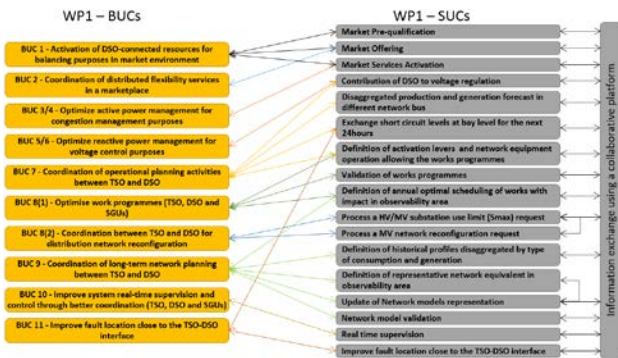 WP1 – BUCs
BUC 1 - Activation of DSO-connected resources for
balancing purposes in market environment
BUC 2 - Coordination of distributed flexibility services
in a marketplace
BUC 3/4 - Optimize active power management for
congestion management purposes
BUC 5/6 - Optimize reactive power management for
voltage control purposes
BUC 7 - Coordination of operational planning activities
between TSO and DSO
BUC 8(1) - Optimise work programmes (TSO, DSO and
SGUs)
BUC 8(2) - Coordination between TSO and DSO for
distribution network reconfiguration
BUC 9 - Coordination of long-term network planning
between TSO and DSO
BUC 10 - Improve system real-time supervision and
control through better coordination (TSO, DSO and SGUs)
BUC 11 - Improve fault location close to the TSO-DSO
interface
WP1 – SUCs
Market Pre-qualification
Market Offering
Market Services Activation
Contribution of DSO to voltage regulation
Disaggregated production and generation forecast in
different network bus
Exchange short circuit levels at bay level for the next
24hours
Definition of activation levers and network equipment
operation allowing the works programmes
Validation of works programmes
Definition of annual optimal scheduling of works with
impact in observability area
Process a HV/MV substation use limit (Smax) request
Process a MV network reconfiguration request
Definition of historical profiles disaggregated by type
of consumption and generation
Definition of representative network equivalent in
observability area
Update of Network models representation
Network model validation
Real time supervision
Improve fault location close to the TSO-DSO Interface
Information exchange using a collaborative platform